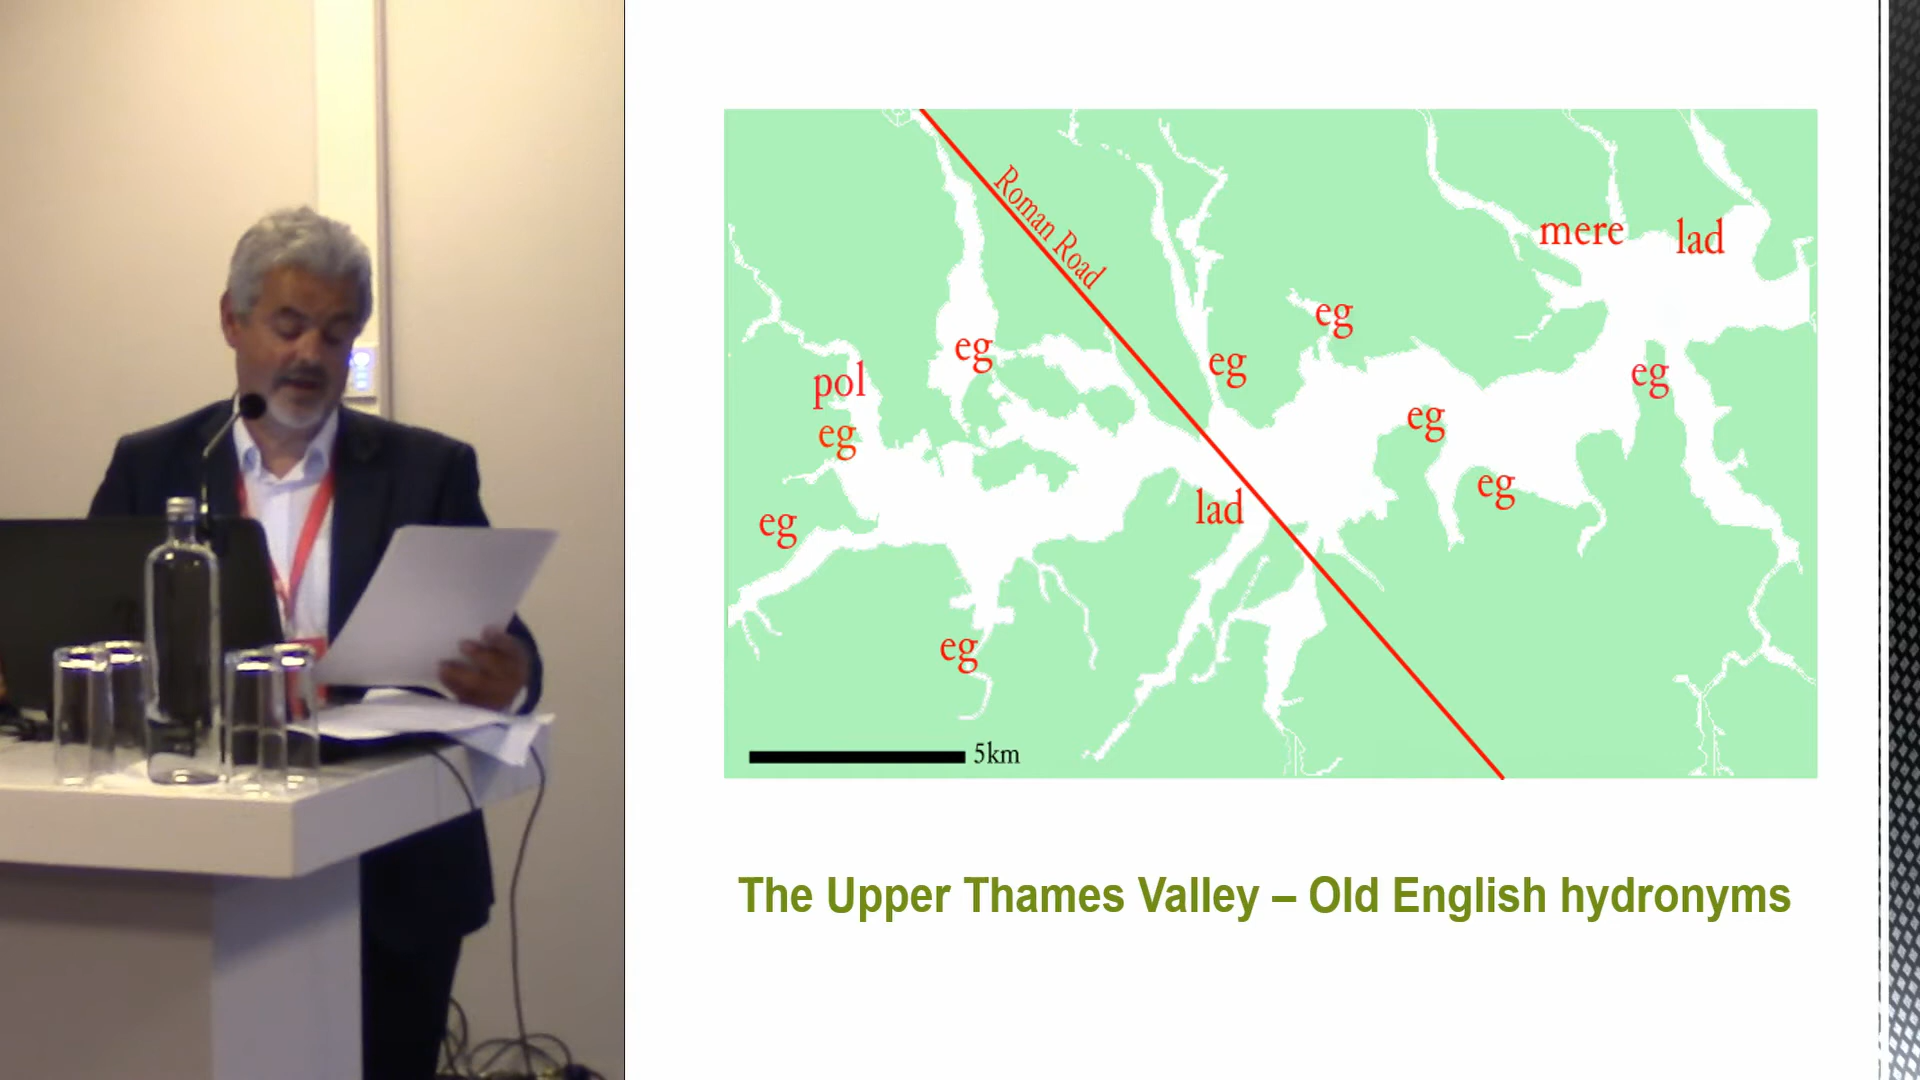 Roman Road
mere
lad
eg
eg
eg
pol
eg
eg
eg
eg
eg
lad
eg
eg
5km
The Upper Thames Valley – Old English hydronyms